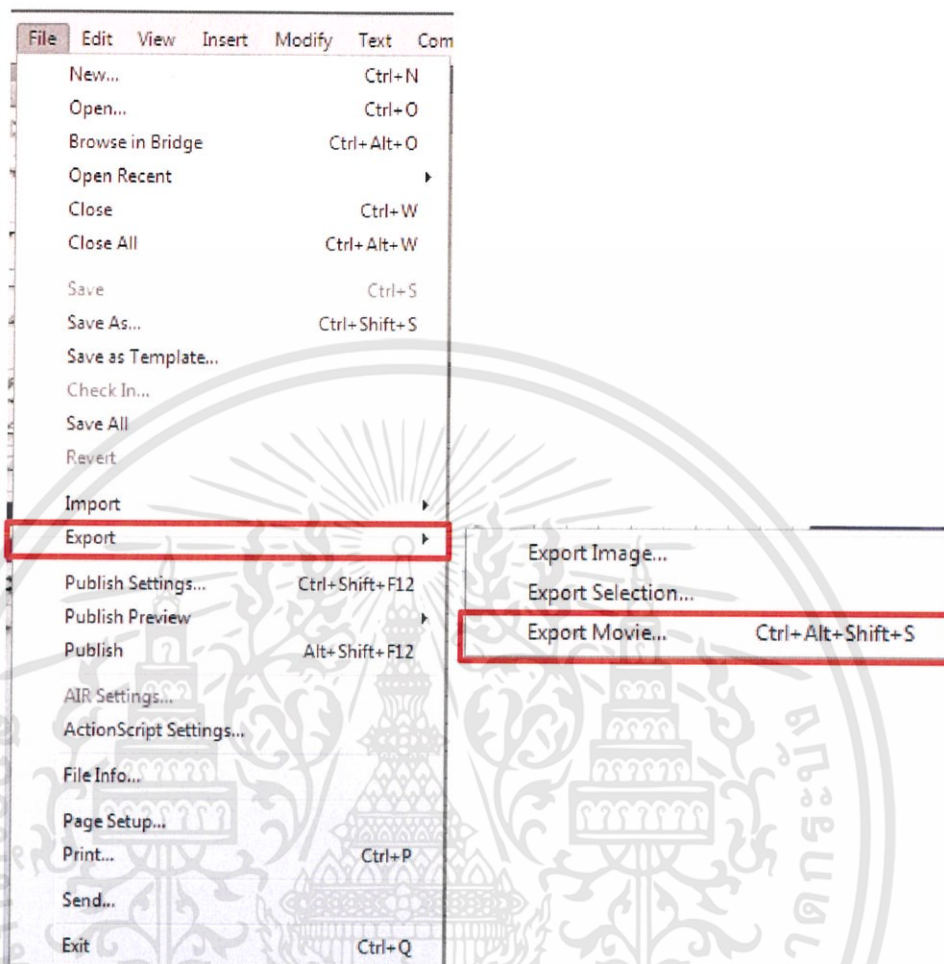 File Edit View Insert Modify Text Com
New... Ctrl+N
Open... Ctrl+O
Browse in Bridge Ctrl+Alt+O
Open Recent
Close Ctrl+W
Close All Ctrl+Alt+W
Save Ctrl+S
Save As... Ctrl+Shift+S
Save as Template...
Check In...
Save All
Revert
Import
Export
Publish Settings... Ctrl+Shift+F12
Publish Preview
Publish Alt+Shift+F12
AIR Settings...
ActionScript Settings...
File Info...
Page Setup...
Print... Ctrl+P
Send...
Exit Ctrl+Q
Export Image...
Export Selection...
Export Movie... Ctrl+Alt+Shift+S